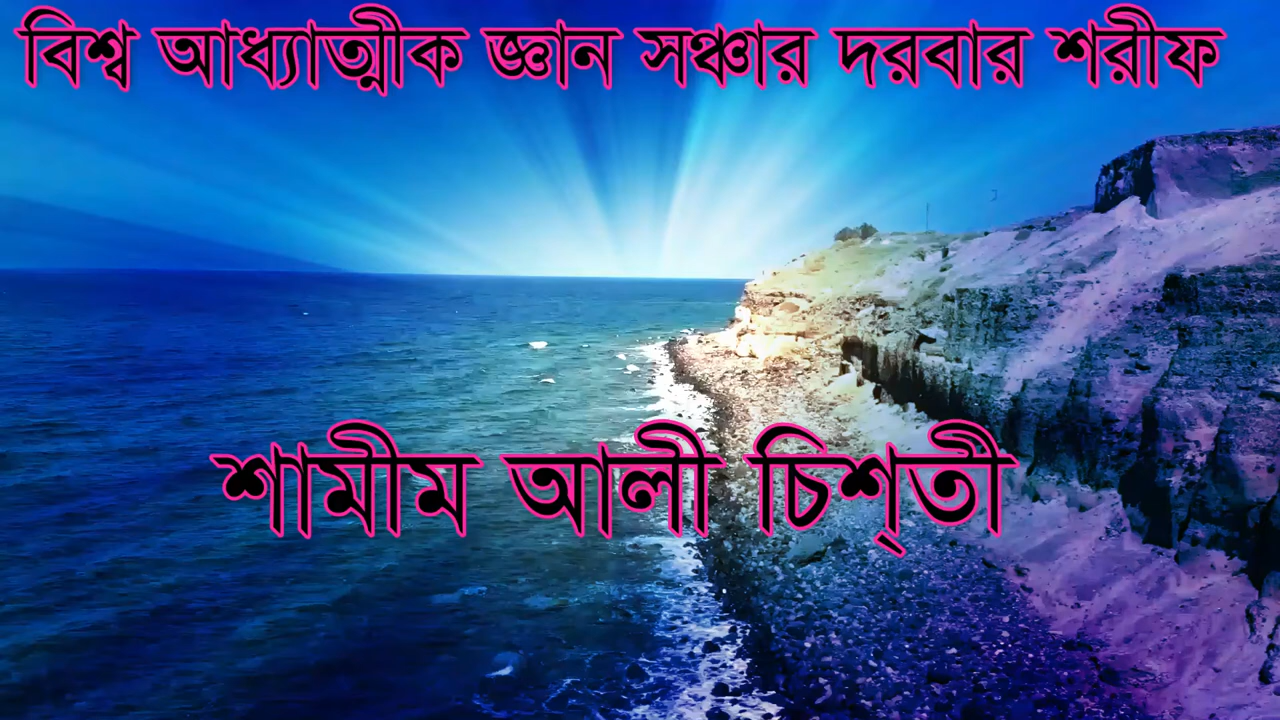 বিশ্ব আধ্যাত্মীক জ্ঞান সঞ্চার দরবার শরীফ
শামীম আলী চিশ্‌তী